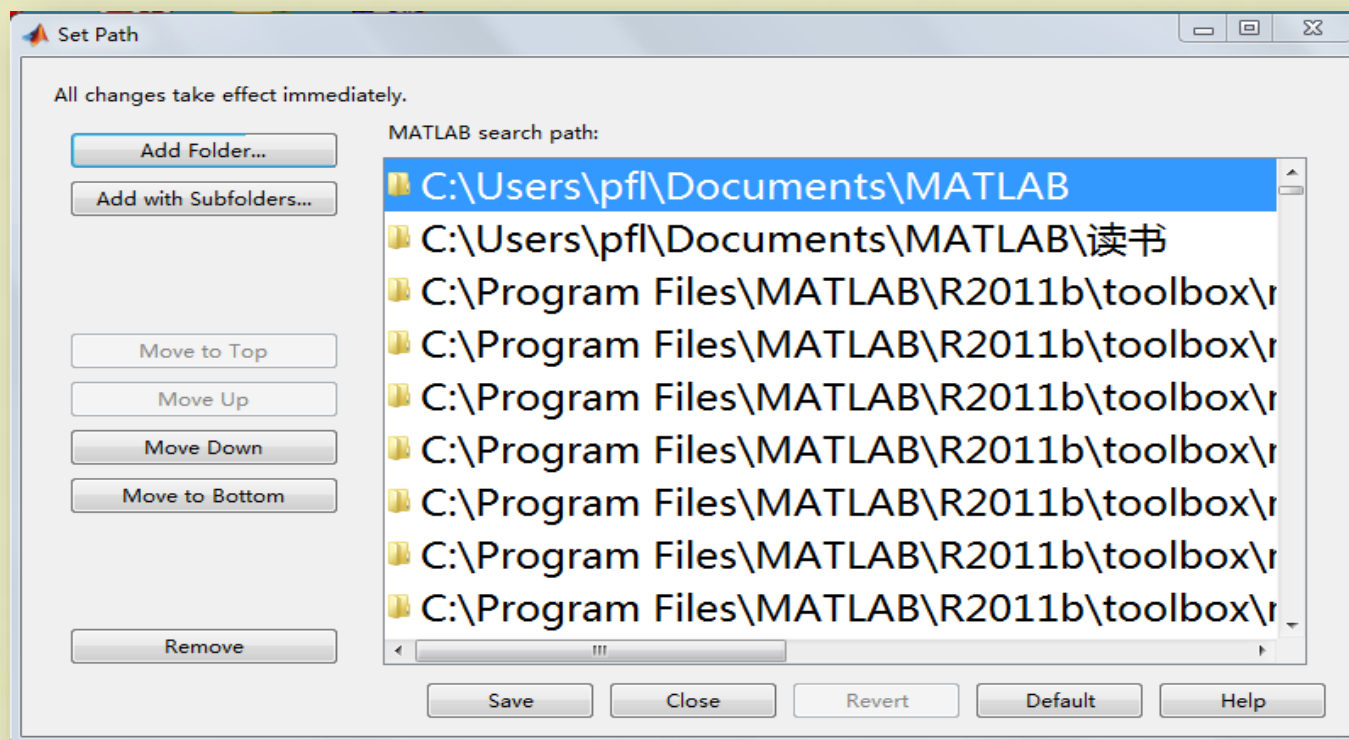 Set Path
All changes take effect immediately.
Add Folder...
Add with Subfolders...
Move to Top
Move Up
Move Down
Move to Bottom
Remove
MATLAB search path:
C:\Users\pfl\Documents\MATLAB
C:\Users\pfl\Documents\MATLAB\读书
C:\Program Files\MATLAB\R2011b\toolbox\
C:\Program Files\MATLAB\R2011b\toolbox\
C:\Program Files\MATLAB\R2011b\toolbox\
C:\Program Files\MATLAB\R2011b\toolbox\
C:\Program Files\MATLAB\R2011b\toolbox\
C:\Program Files\MATLAB\R2011b\toolbox\
C:\Program Files\MATLAB\R2011b\toolbox\
Save Close Revert Default Help